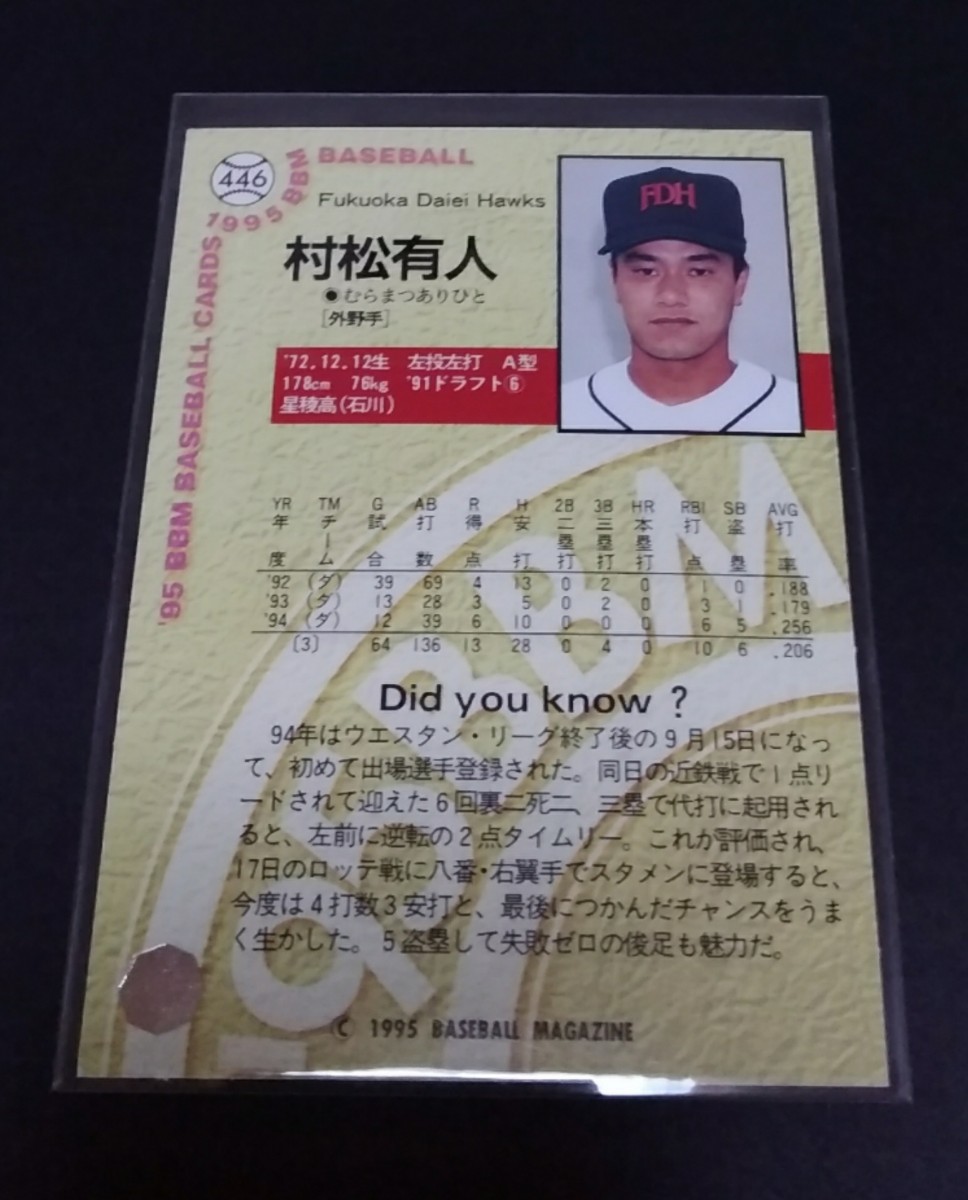 446
1995 BBM
BASEBALL
'95 BBM BASEBALL CARDS
Fukuoka Daiei Hawks
FDH
村松有人
●むらまつありひと
[外野手]
'72.12.12生 左投左打 A型
178cm 76kg '91ドラフト⑥
星稜高(石川)
YR TM G AB R H 2B 3B HR RBI SB AVG
年度 チーム 試合 打数 得点 安打 二塁打 三塁打 本塁打 打点 盗塁 打率
'92 (ダ) 39 69 4 13 0 2 0 1 0 .188
'93 (ダ) 13 28 3 5 0 2 0 3 1 .179
'94 (ダ) 12 39 6 10 0 0 0 6 5 .256
〔3〕 64 136 13 28 0 4 0 10 6 .206
Did you know ?
94年はウエスタン・リーグ終了後の9月15日になっ
て、初めて出場選手登録された。同日の近鉄戦で1点リ
ードされて迎えた6回裏二死二、三塁で代打に起用され
ると、左前に逆転の2点タイムリー。これが評価され、
17日のロッテ戦に八番・右翼手でスタメンに登場すると、
今度は4打数3安打と、最後につかんだチャンスをうま
く生かした。5盗塁して失敗ゼロの俊足も魅力だ。
© 1995 BASEBALL MAGAZINE
'95 BBM